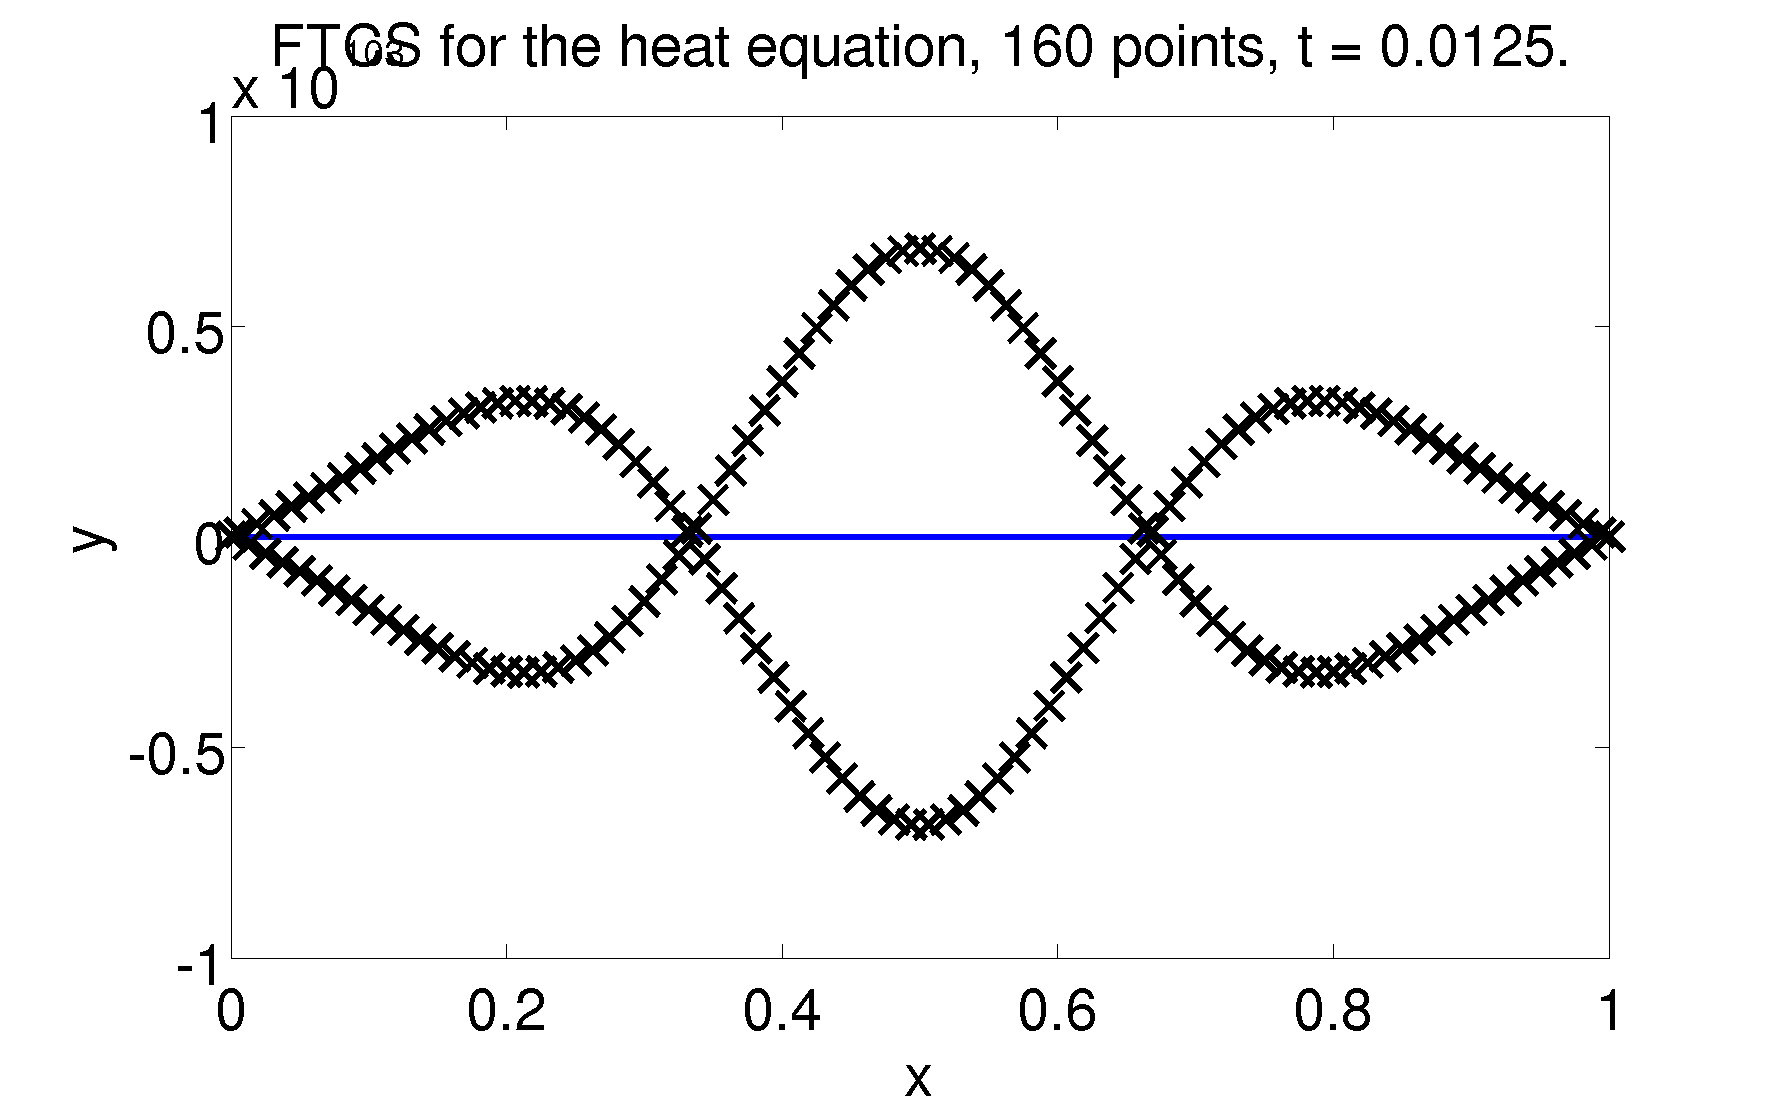 FTCS for the heat equation, 160 points, t = 0.0125.
x 10^103
1
0.5
0
-0.5
-1
y
0 0.2 0.4 0.6 0.8 1
x